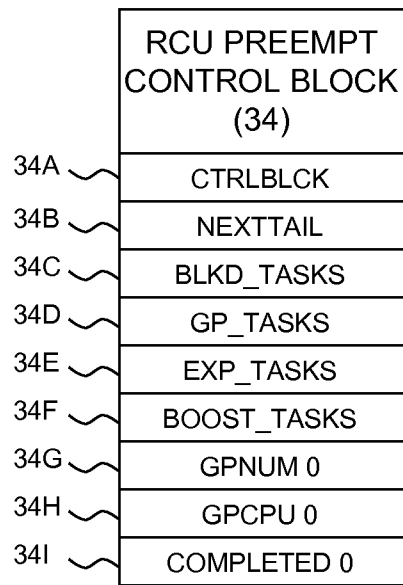 RCU PREEMPT
CONTROL BLOCK
(34)
34A CTRLBLCK
34B NEXTTAIL
34C BLKD_TASKS
34D GP_TASKS
34E EXP_TASKS
34F BOOST_TASKS
34G GPNUM 0
34H GPCPU 0
34I COMPLETED 0